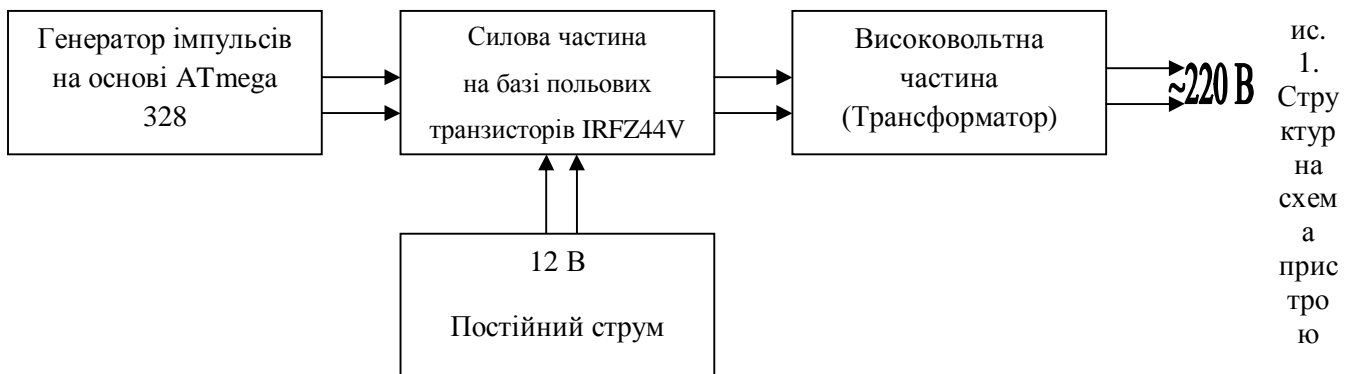 Генератор імпульсів
на основі ATmega
328
Силова частина
на базі польових
транзисторів IRFZ44V
Високовольтна
частина
(Трансформатор)
~220 В
12 В
Постійний струм
ис.
1.
Стру
ктур
на
схем
а
прис
тро
ю